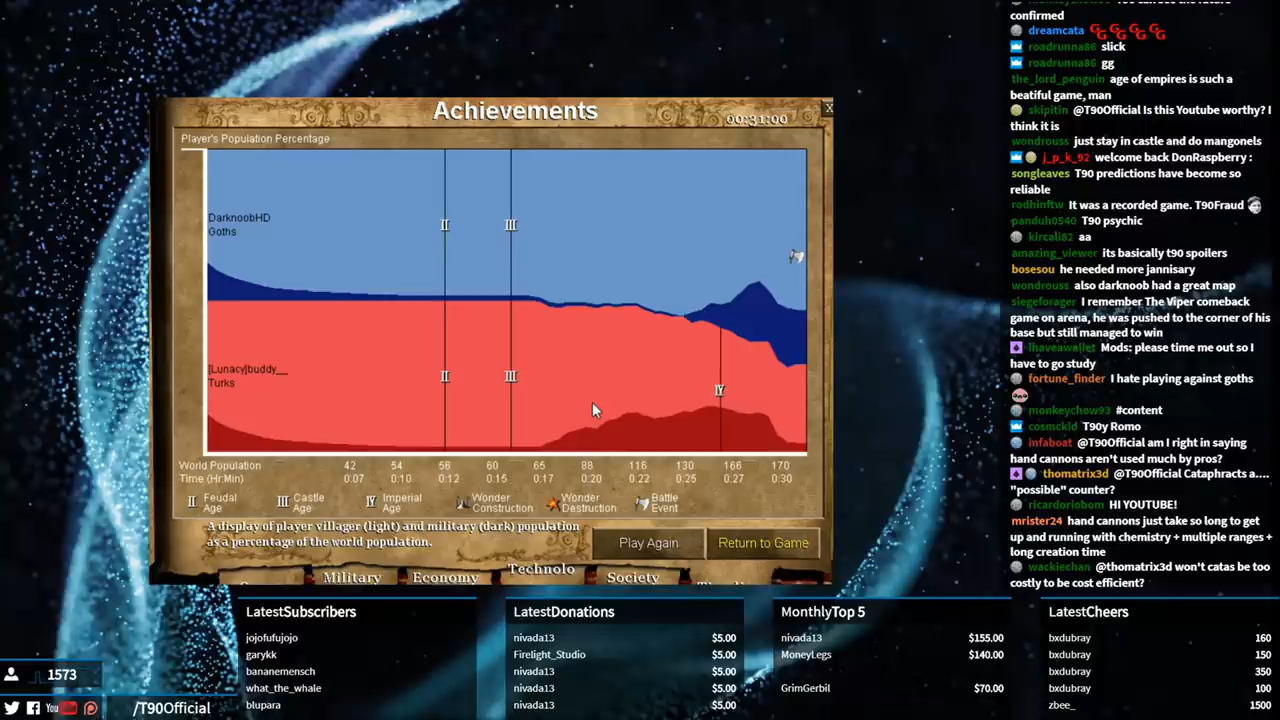 Achievements
00:31:00
Player's Population Percentage
DarknoobHD
Goths
II
III
[Lunacy]buddy__
Turks
II
III
IV
World Population 42 54 56 60 65 88 116 130 166 170
Time (Hr:Min) 0:07 0:10 0:12 0:15 0:17 0:20 0:22 0:25 0:27 0:30
II Feudal Age
III Castle Age
IV Imperial Age
Wonder Construction
Wonder Destruction
Battle Event
A display of player villager (light) and military (dark) population
as a percentage of the world population.
Play Again
Return to Game
Military
Economy
Technolo
Society
confirmed
dreamcata GG GG GG GG
roadrunna86 slick
roadrunna86 gg
the_lord_penguin age of empires is such a
beatiful game, man
skipitin @T90Official Is this Youtube worthy? I
think it is
wondrouss just stay in castle and do mangonels
j_p_k_92 welcome back DonRaspberry :
songleaves T90 predictions have become so
reliable
rodhinftw It was a recorded game. T90Fraud
panduh0540 T90 psychic
kircali82 aa
amazing_viewer its basically t90 spoilers
bosesou he needed more jannisary
wondrouss also darknoob had a great map
siegeforager I remember The Viper comeback
game on arena, he was pushed to the corner of his
base but still managed to win
Ihaveawallet Mods: please time me out so I
have to go study
fortune_finder I hate playing against goths
monkeychow93 #content
cosmckid T90y Romo
infaboat @T90Official am I right in saying
hand cannons aren't used much by pros?
thomatrix3d @T90Official Cataphracts a....
"possible" counter?
ricardoriobom HI YOUTUBE!
mrister24 hand cannons just take so long to get
up and running with chemistry + multiple ranges +
long creation time
wackiechan @thomatrix3d won't catas be too
costly to be cost efficient?
LatestSubscribers
jojofufujojo
garykk
bananemensch
what_the_whale
blupara
LatestDonations
nivada13 $5.00
Firelight_Studio $5.00
nivada13 $5.00
nivada13 $5.00
nivada13 $5.00
MonthlyTop 5
nivada13 $155.00
MoneyLegs $140.00
GrimGerbil $70.00
LatestCheers
bxdubray 160
bxdubray 150
bxdubray 350
bxdubray 100
zbee_ 1500
1573
You
/T90Official